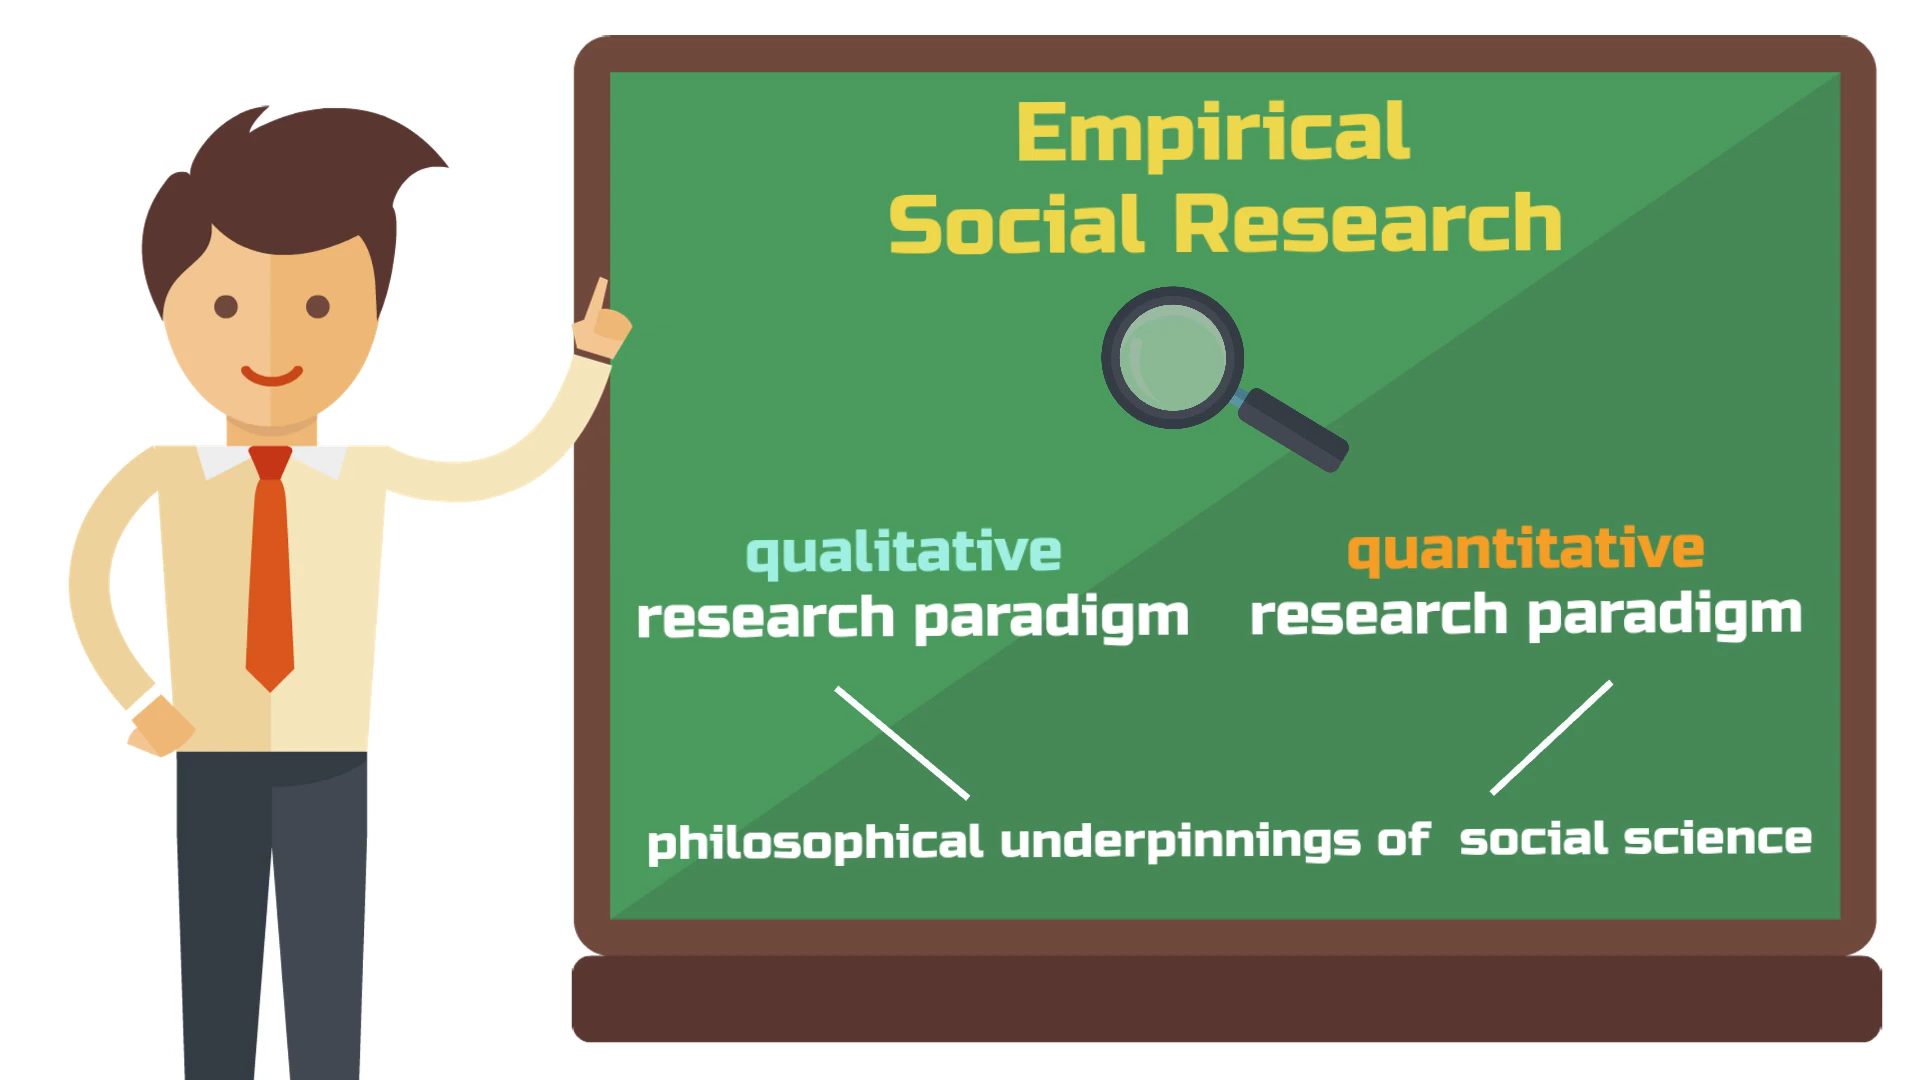 Empirical
Social Research
qualitative
research paradigm
quantitative
research paradigm
philosophical underpinnings of social science